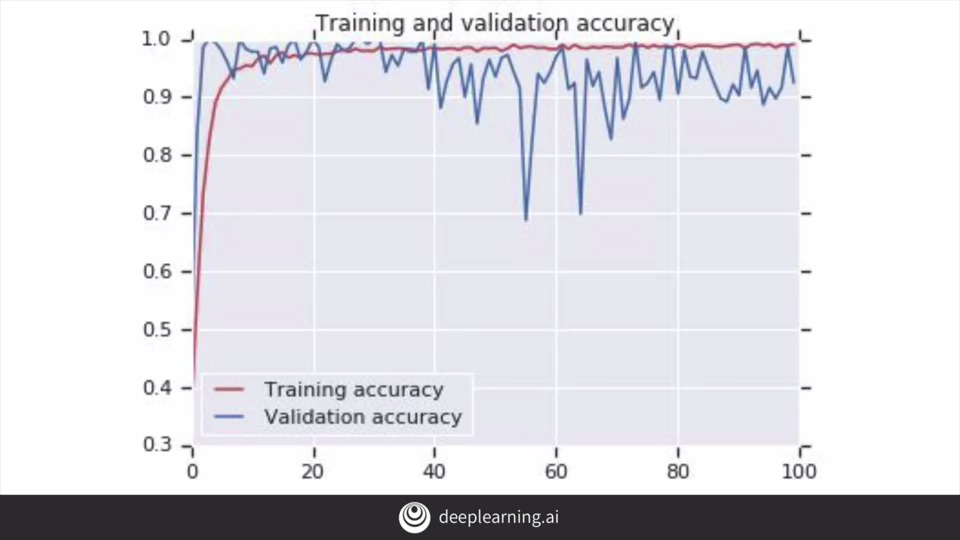 Training and validation accuracy
1.0
0.9
0.8
0.7
0.6
0.5
0.4
0.3
Training accuracy
Validation accuracy
0 20 40 60 80 100
deeplearning.ai